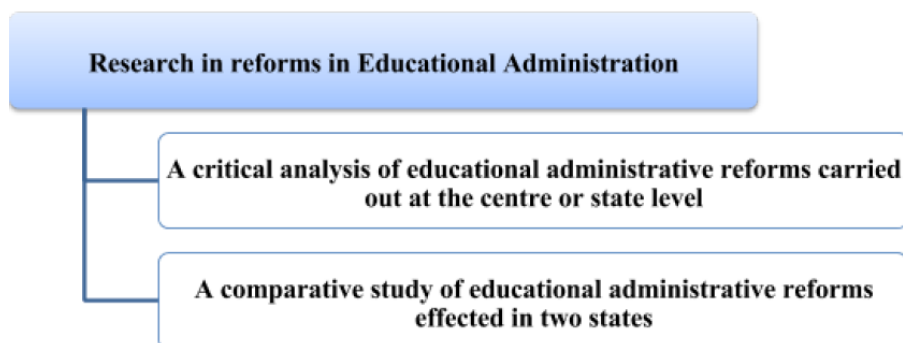 Research in reforms in Educational Administration
A critical analysis of educational administrative reforms carried
out at the centre or state level
A comparative study of educational administrative reforms
effected in two states